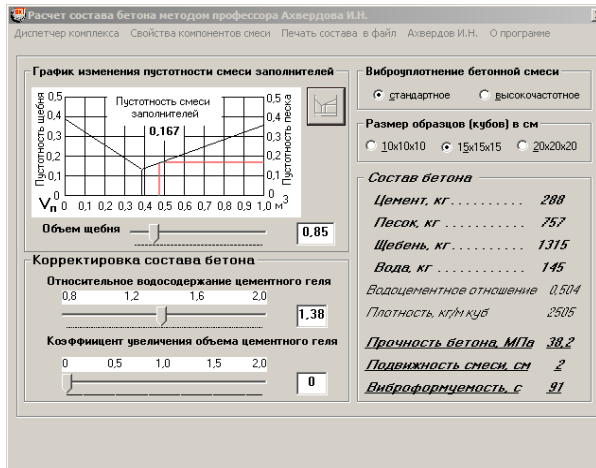 Расчет состава бетона методом профессора Ахвердова И.Н.
Диспетчер комплекса Свойства компонентов смеси Печать состава в файл Ахвердов И.Н. О программе
График изменения пустотности смеси заполнителей
Пустотность щебня
0,5
0,4
0,3
0,2
0,1
0
Пустотность смеси
заполнителей
0,167
0,5
0,4
0,3
0,2
0,1
0
Пустотность песка
Vп 0 0,1 0,2 0,3 0,4 0,5 0,6 0,7 0,8 0,9 1,0 м3
Объем щебня 0,85
Корректировка состава бетона
Относительное водосодержание цементного геля
0,8 1,2 1,6 2,0
1,38
Коэффиицент увеличения объема цементного геля
0 0,5 1,0 1,5 2,0
0
Виброуплотнение бетонной смеси
стандартное высокочастотное
Размер образцов (кубов) в см
10х10х10 15х15х15 20х20х20
Состав бетона
Цемент, кг . . . . . . . . . . 288
Песок, кг . . . . . . . . . . 757
Щебень, кг . . . . . . . . . 1315
Вода, кг . . . . . . . . . . . 145
Водоцементное отношение 0,504
Плотность, кг/м куб 2505
Прочность бетона, МПа 38,2
Подвижность смеси, см 2
Виброформуемость, с 91